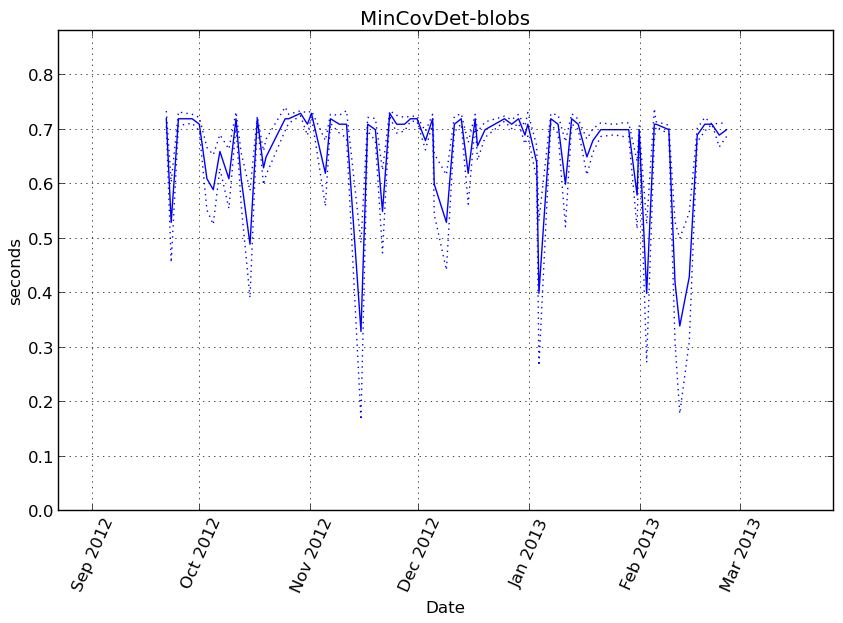 MinCovDet-blobs
0.8
0.7
0.6
0.5
0.4
0.3
0.2
0.1
0.0
seconds
Sep 2012
Oct 2012
Nov 2012
Dec 2012
Jan 2013
Feb 2013
Mar 2013
Date